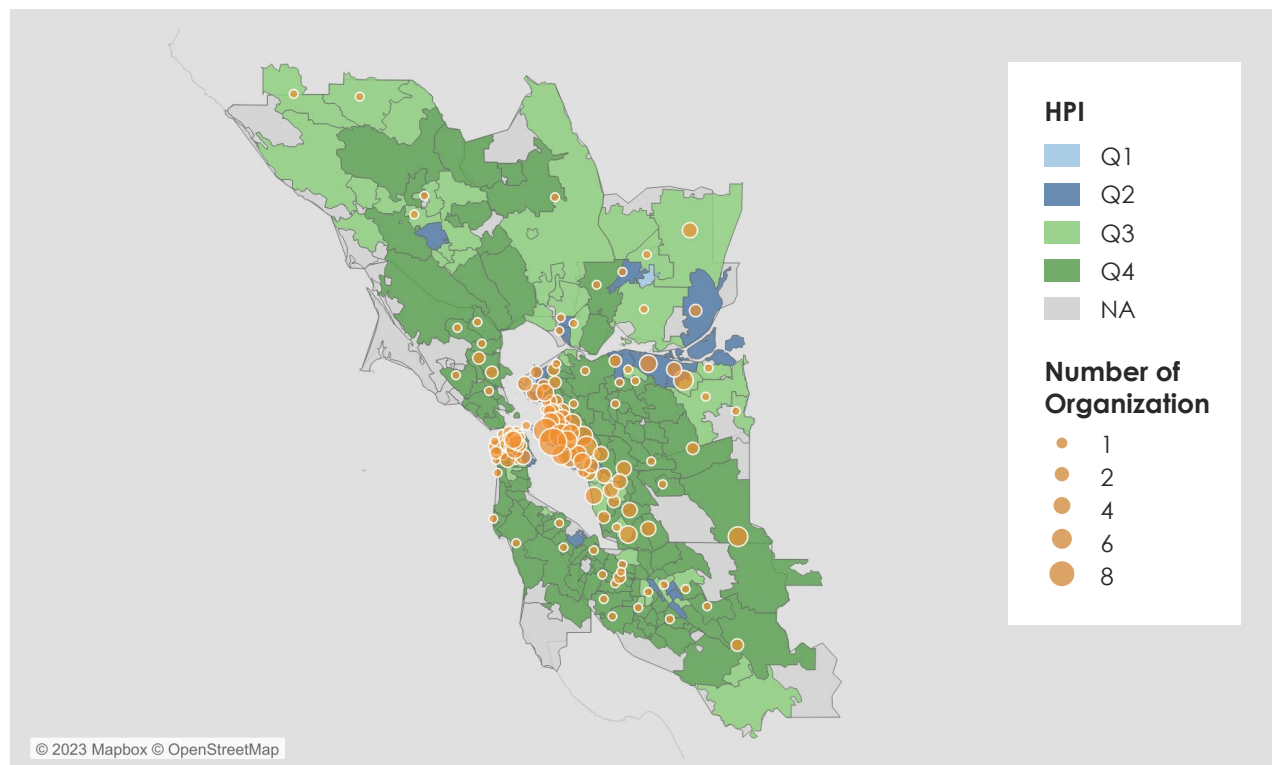 HPI
Q1
Q2
Q3
Q4
NA
Number of
Organization
1
2
4
6
8
© 2023 Mapbox © OpenStreetMap